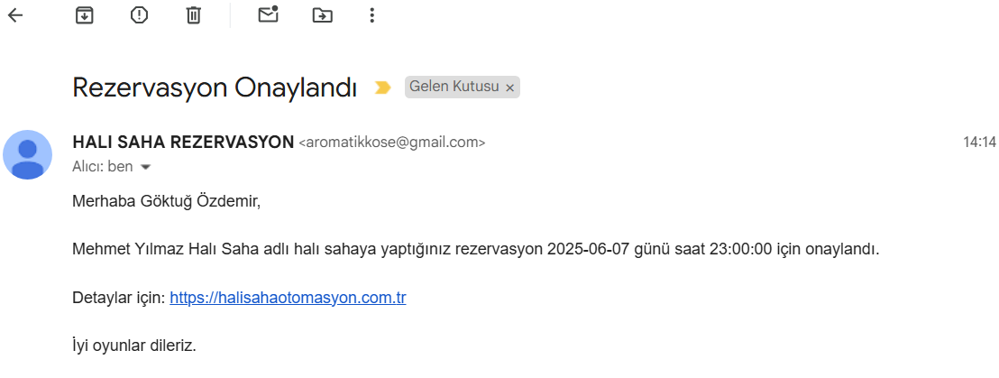 Rezervasyon Onaylandı Gelen Kutusu ×
HALI SAHA REZERVASYON <aromatikkose@gmail.com> 14:14
Alıcı: ben
Merhaba Göktuğ Özdemir,
Mehmet Yılmaz Halı Saha adlı halı sahaya yaptığınız rezervasyon 2025-06-07 günü saat 23:00:00 için onaylandı.
Detaylar için: https://halisahaotomasyon.com.tr
İyi oyunlar dileriz.